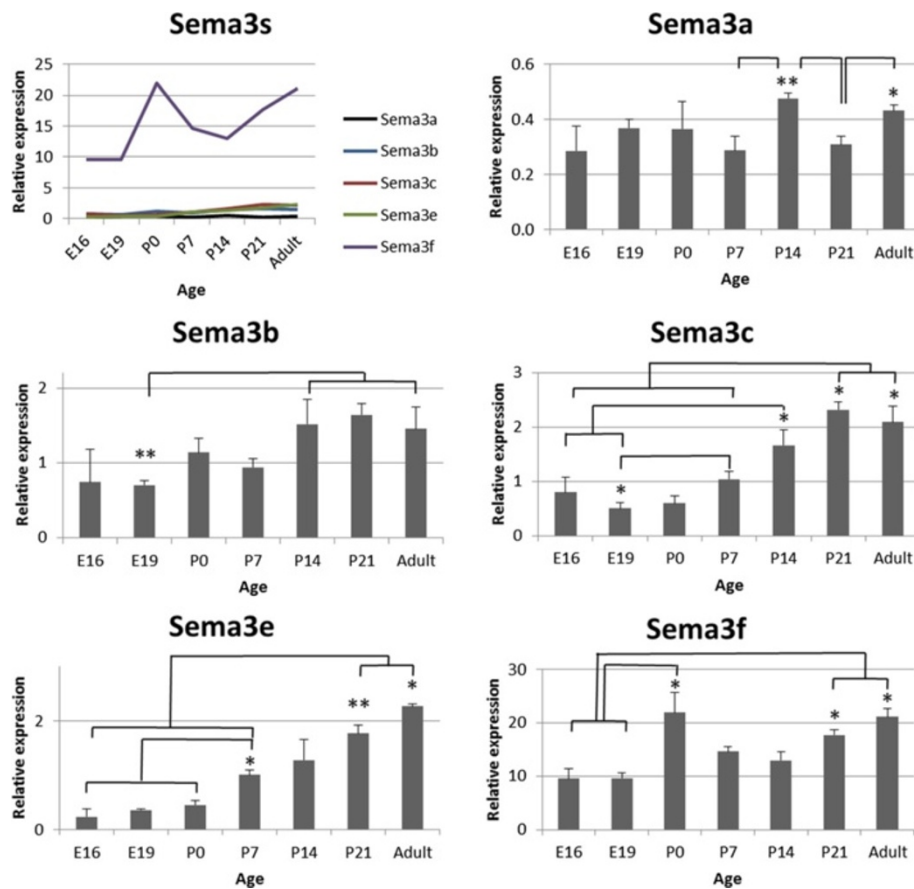 Sema3s
Relative expression
25
20
15
10
5
0
E16 E19 P0 P7 P14 P21 Adult
Age
Sema3a
Sema3b
Sema3c
Sema3e
Sema3f
Sema3a
Relative expression
0.6
0.4
0.2
0.0
** *
E16 E19 P0 P7 P14 P21 Adult
Age
Sema3b
Relative expression
2
1
0
**
E16 E19 P0 P7 P14 P21 Adult
Age
Sema3c
Relative expression
3
2
1
0
* * * *
E16 E19 P0 P7 P14 P21 Adult
Age
Sema3e
Relative expression
2
0
* ** *
E16 E19 P0 P7 P14 P21 Adult
Age
Sema3f
Relative expression
30
20
10
0
* * *
E16 E19 P0 P7 P14 P21 Adult
Age